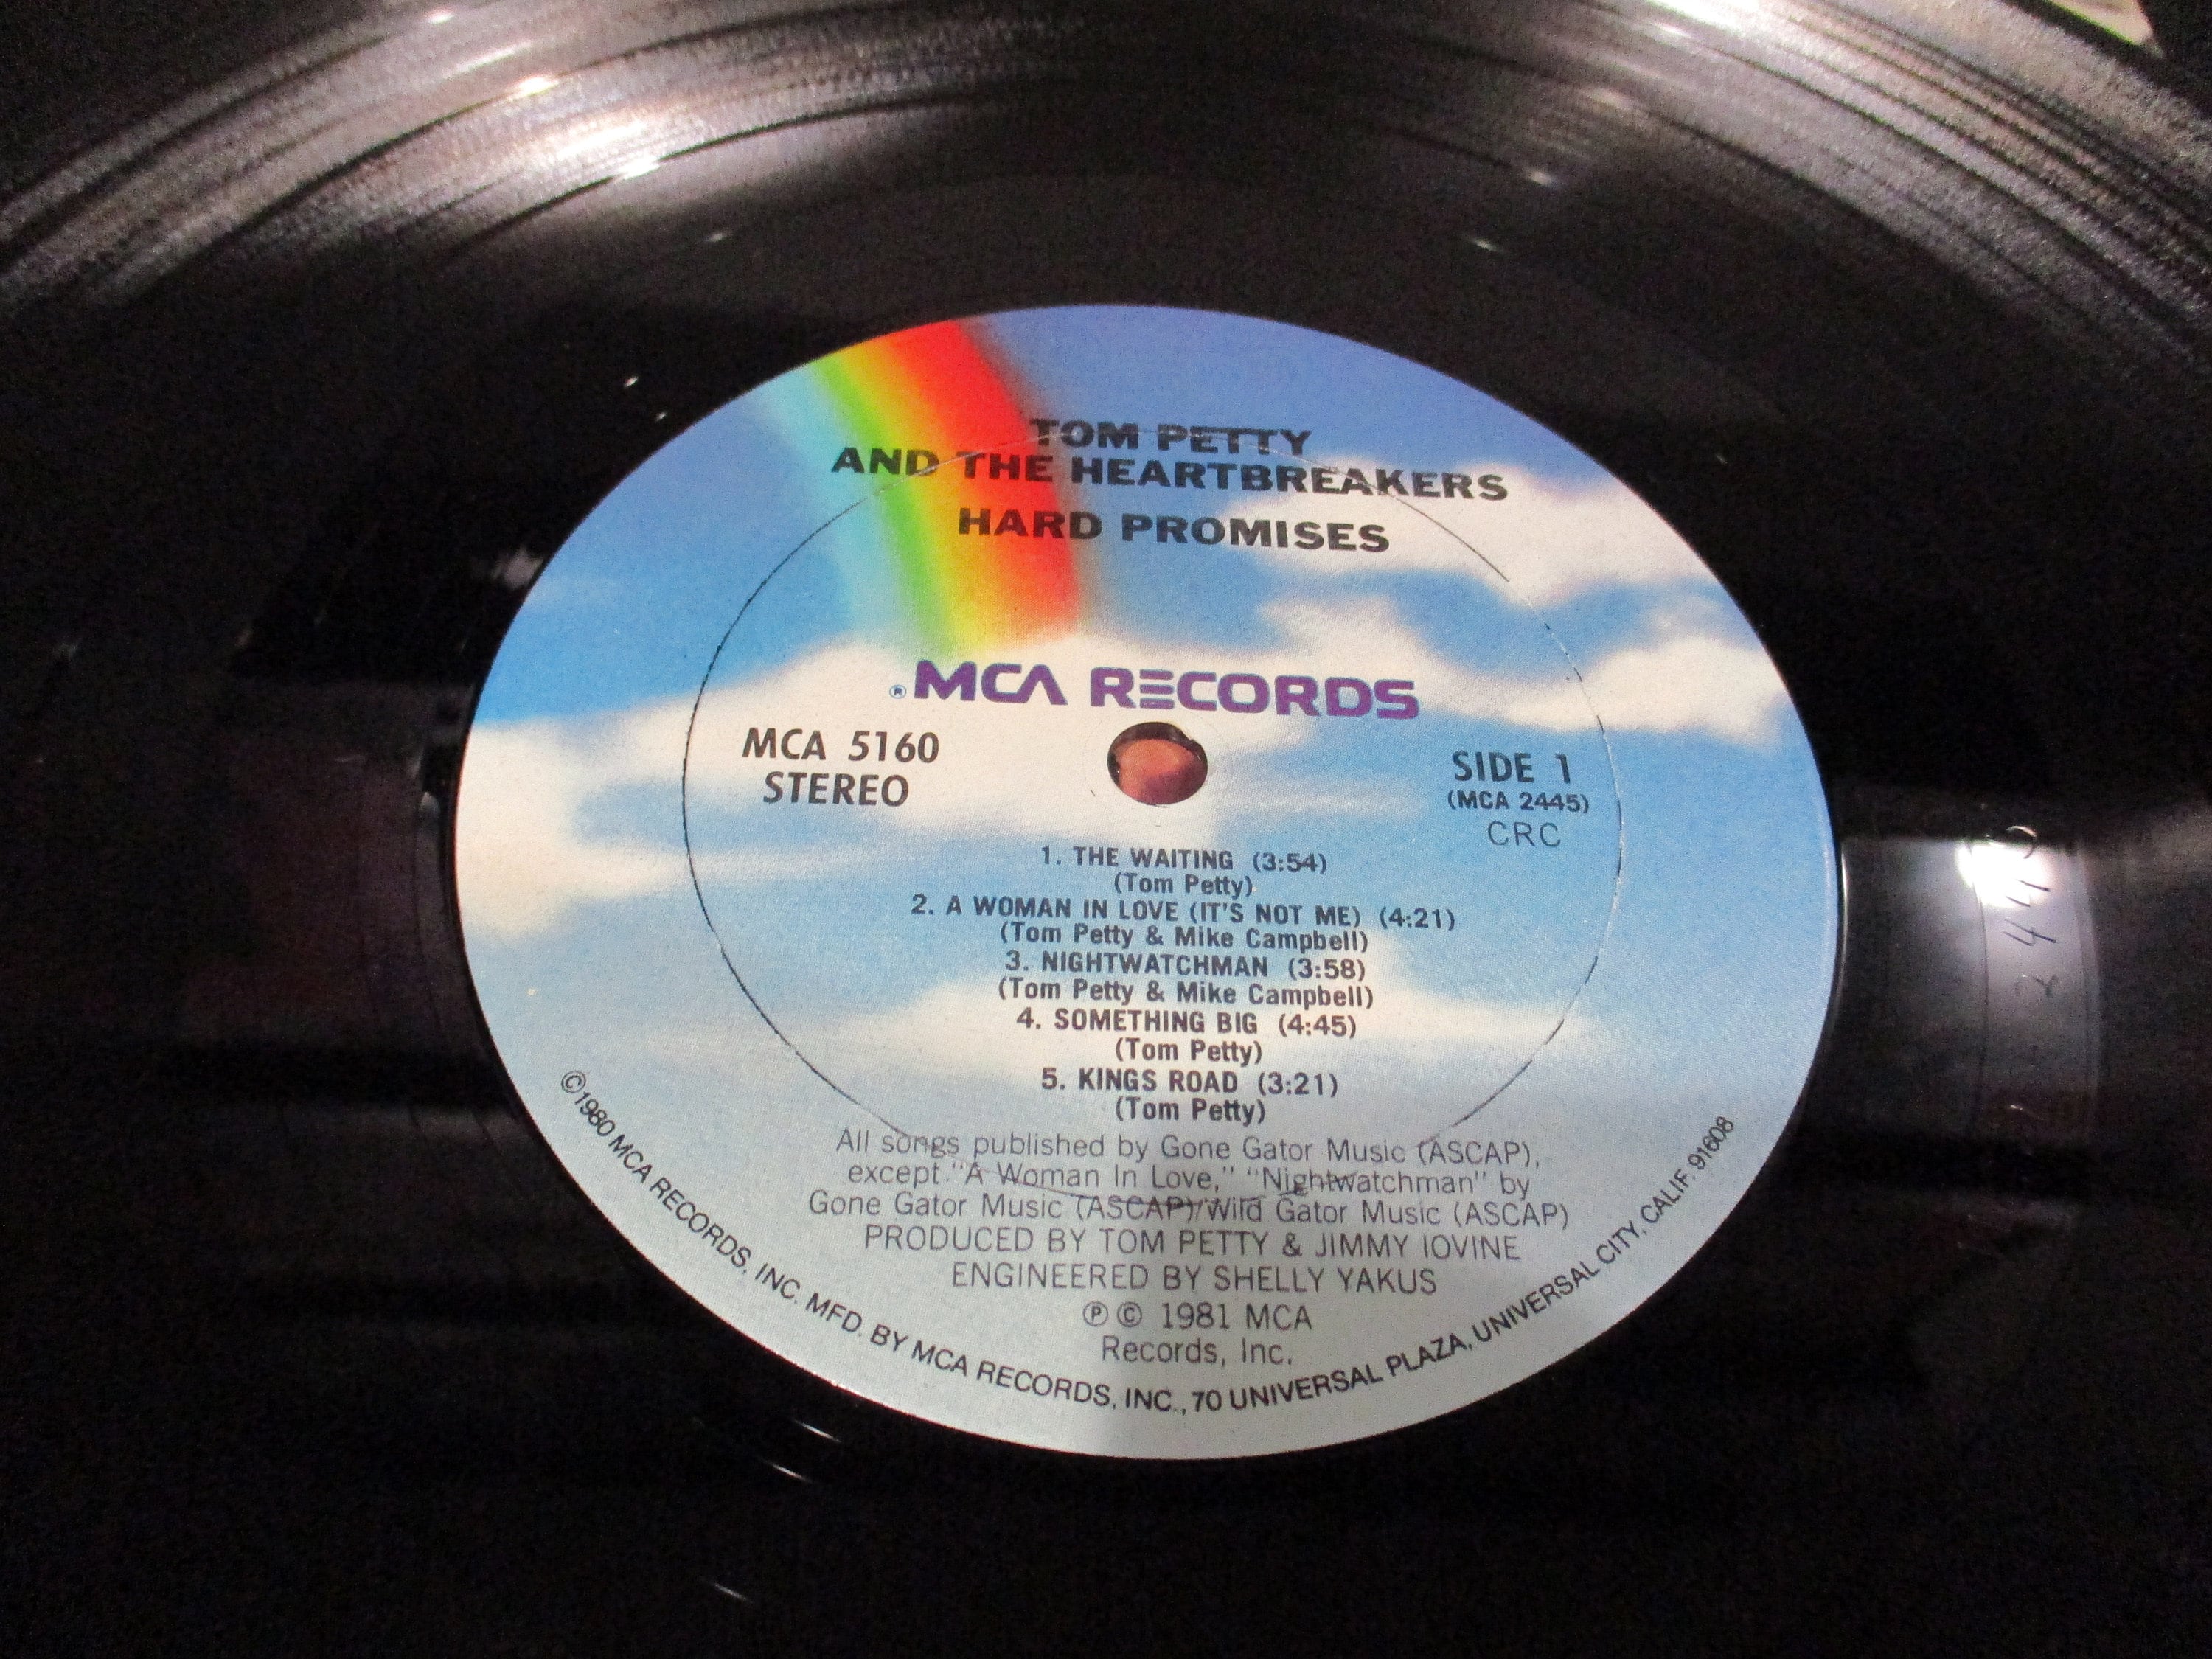 TOM PETTY
AND THE HEARTBREAKERS
HARD PROMISES
® MCA RECORDS
MCA 5160
STEREO
SIDE 1
(MCA 2445)
CRC
1. THE WAITING (3:54)
(Tom Petty)
2. A WOMAN IN LOVE (IT'S NOT ME) (4:21)
(Tom Petty & Mike Campbell)
3. NIGHTWATCHMAN (3:58)
(Tom Petty & Mike Campbell)
4. SOMETHING BIG (4:45)
(Tom Petty)
5. KINGS ROAD (3:21)
(Tom Petty)
All songs published by Gone Gator Music (ASCAP),
except "A Woman In Love," "Nightwatchman" by
Gone Gator Music (ASCAP)/Wild Gator Music (ASCAP)
PRODUCED BY TOM PETTY & JIMMY IOVINE
ENGINEERED BY SHELLY YAKUS
℗ © 1981 MCA
Records, Inc.
©1980 MCA RECORDS, INC. MFD. BY MCA RECORDS, INC., 70 UNIVERSAL PLAZA, UNIVERSAL CITY, CALIF. 91608